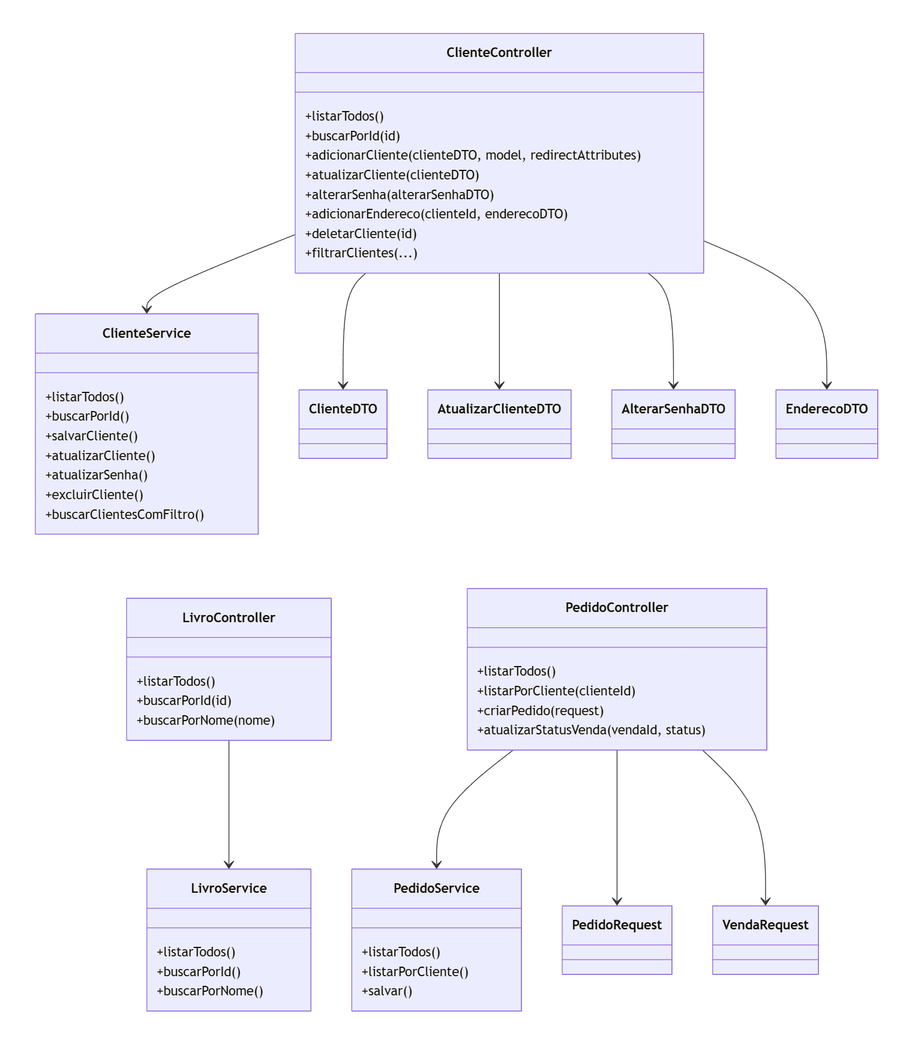 ClienteController
+listarTodos()
+buscarPorId(id)
+adicionarCliente(clienteDTO, model, redirectAttributes)
+atualizarCliente(clienteDTO)
+alterarSenha(alterarSenhaDTO)
+adicionarEndereco(clienteId, enderecoDTO)
+deletarCliente(id)
+filtrarClientes(...)
ClienteService
+listarTodos()
+buscarPorId()
+salvarCliente()
+atualizarCliente()
+atualizarSenha()
+excluirCliente()
+buscarClientesComFiltro()
ClienteDTO
AtualizarClienteDTO
AlterarSenhaDTO
EnderecoDTO
LivroController
+listarTodos()
+buscarPorId(id)
+buscarPorNome(nome)
PedidoController
+listarTodos()
+listarPorCliente(clienteId)
+criarPedido(request)
+atualizarStatusVenda(vendaId, status)
LivroService
+listarTodos()
+buscarPorId()
+buscarPorNome()
PedidoService
+listarTodos()
+listarPorCliente()
+salvar()
PedidoRequest
VendaRequest